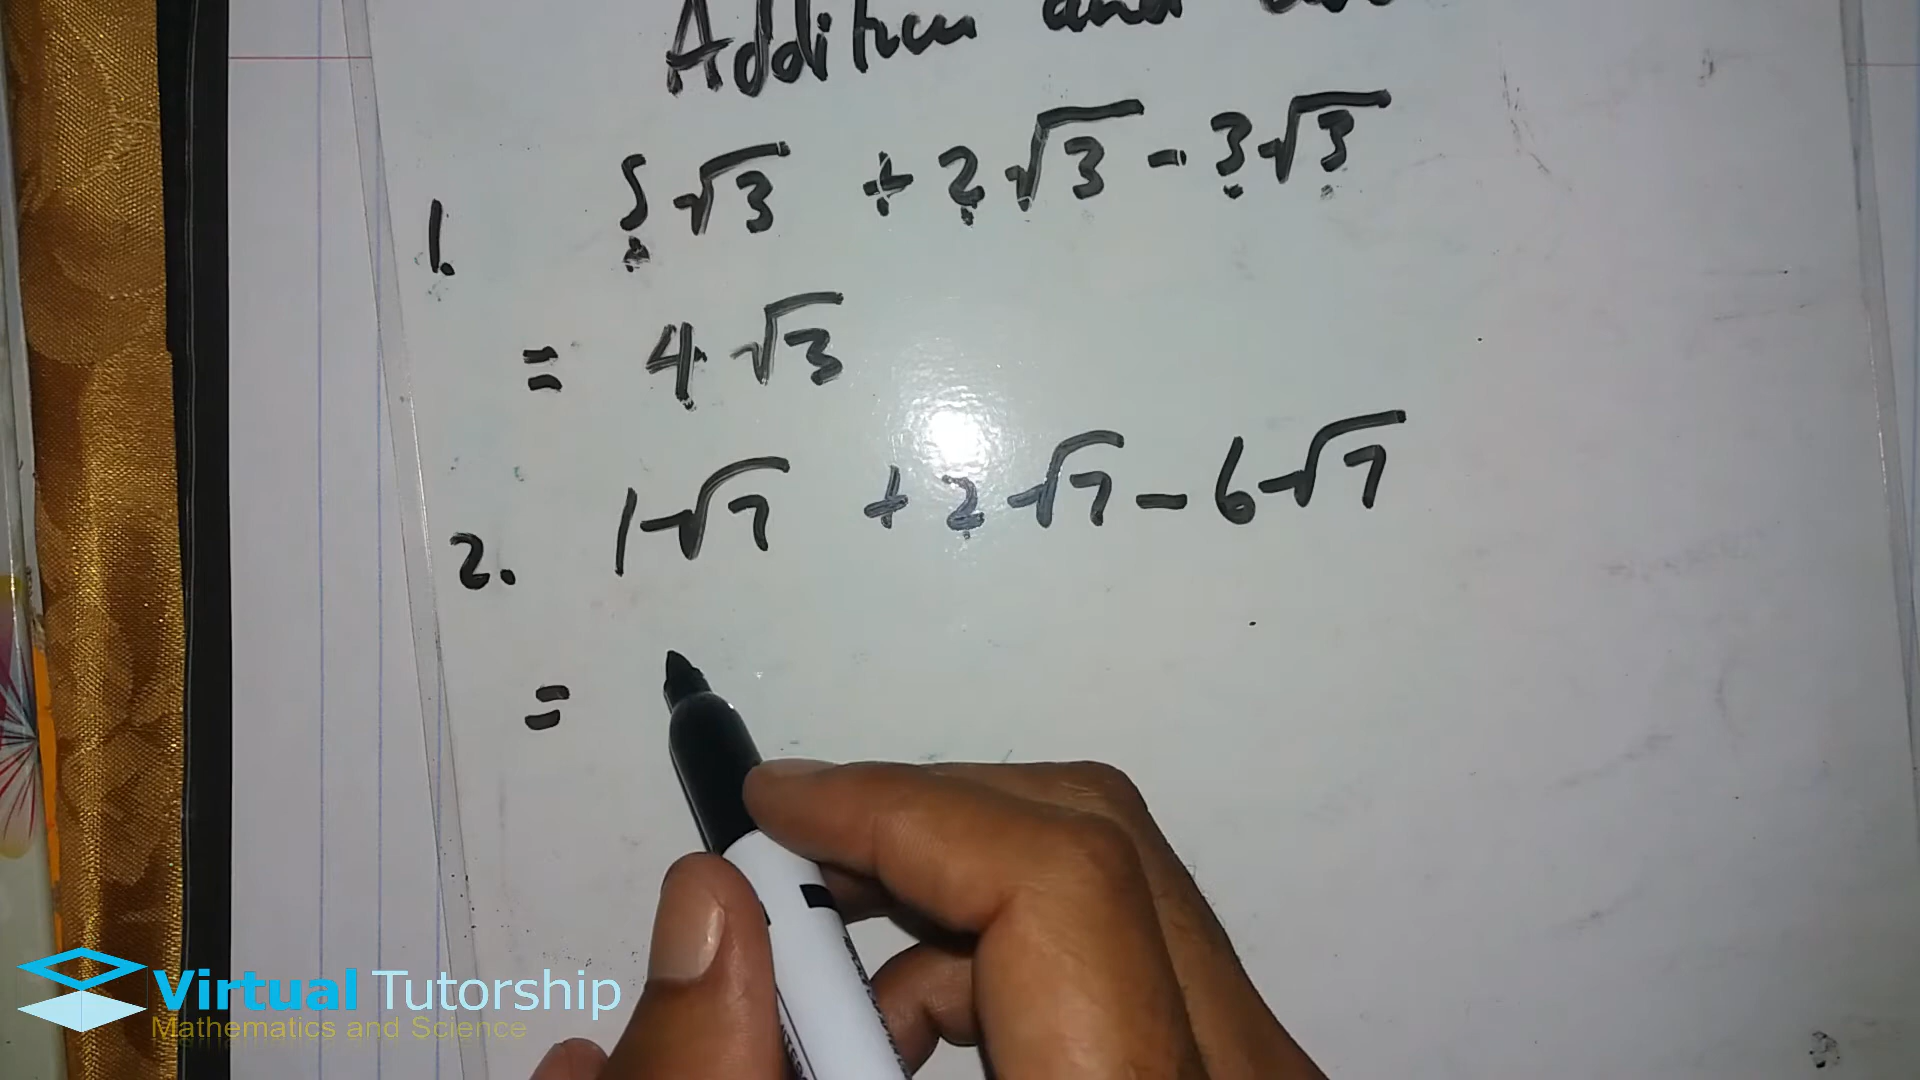 Addition and
1. 5√3 + 2√3 - 3√3
= 4√3
2. 1√7 + 2√7 - 6√7
=
Virtual Tutorship
Mathematics and Science